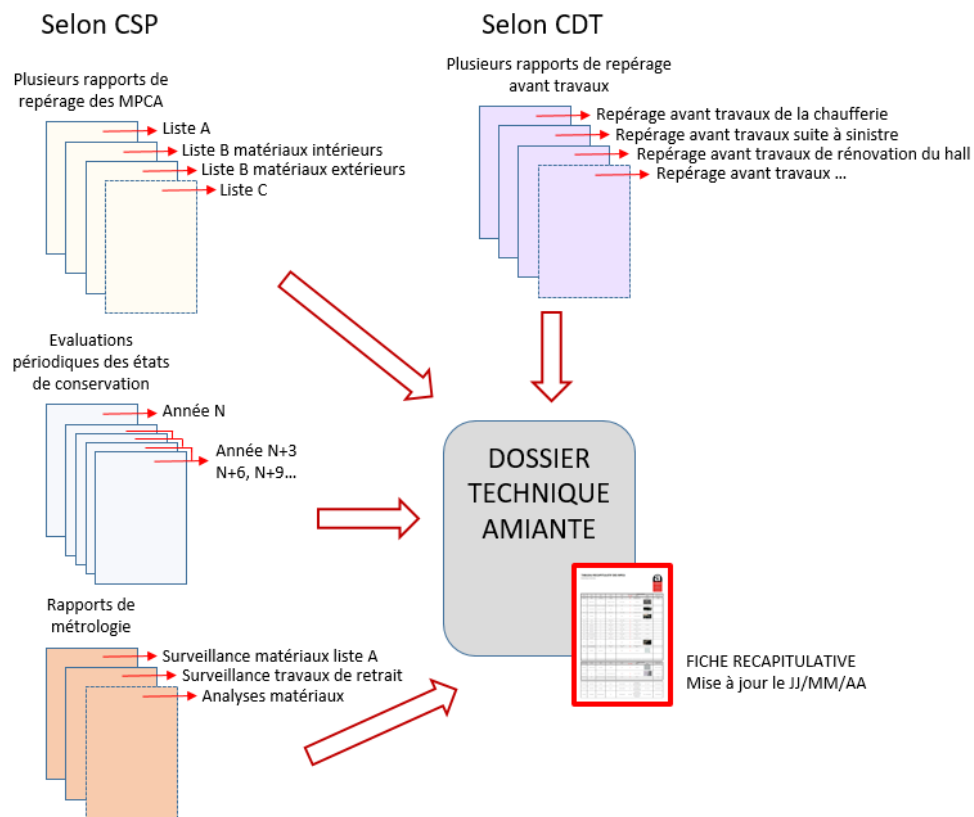 Selon CSP
Plusieurs rapports de
repérage des MPCA
Liste A
Liste B matériaux intérieurs
Liste B matériaux extérieurs
Liste C
Evaluations
périodiques des états
de conservation
Année N
Année N+3
N+6, N+9...
Rapports de
métrologie
Surveillance matériaux liste A
Surveillance travaux de retrait
Analyses matériaux
Selon CDT
Plusieurs rapports de repérage
avant travaux
Repérage avant travaux de la chaufferie
Repérage avant travaux suite à sinistre
Repérage avant travaux de rénovation du hall
Repérage avant travaux ...
DOSSIER
TECHNIQUE
AMIANTE
FICHE RECAPITULATIVE
Mise à jour le JJ/MM/AA